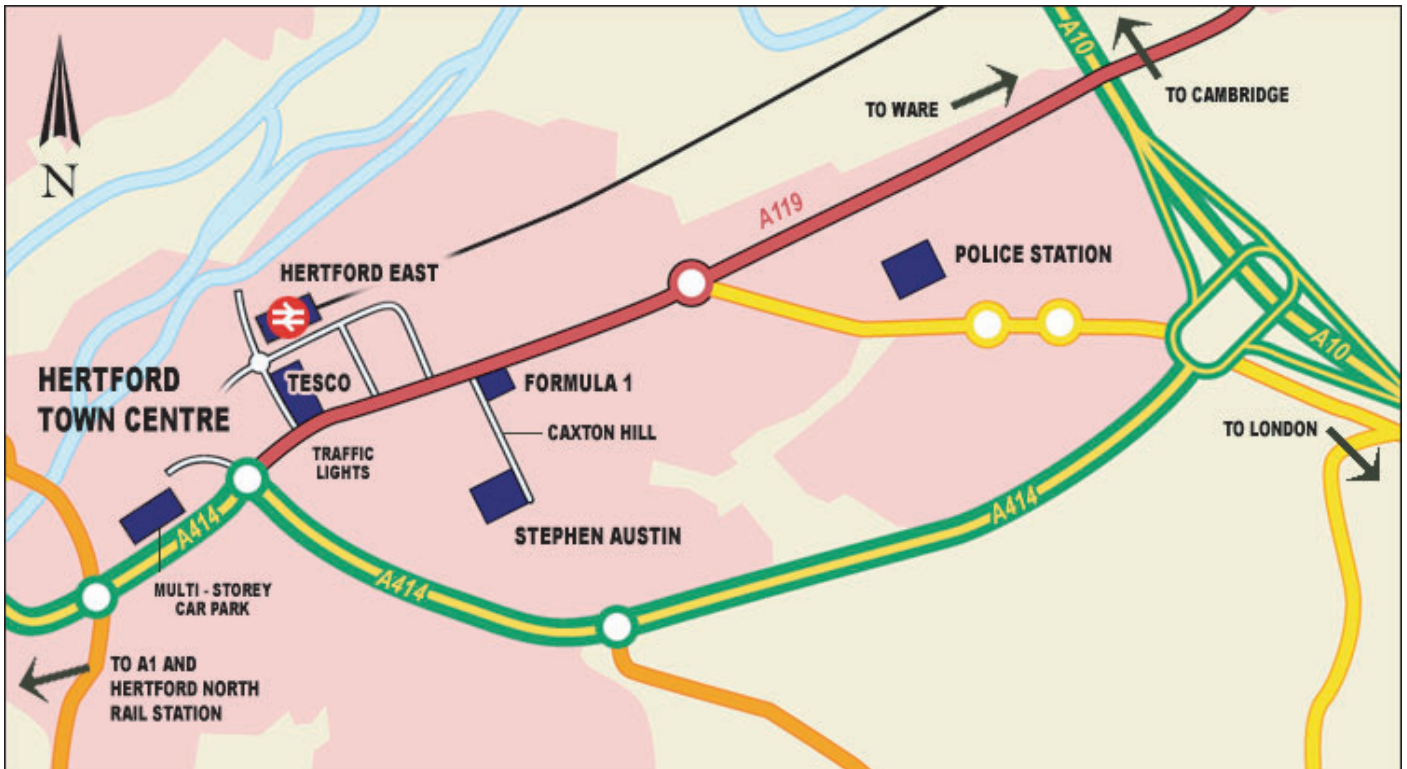 A10
TO CAMBRIDGE
TO WARE
N
A119
POLICE STATION
HERTFORD EAST
A10
HERTFORD
TOWN CENTRE
TESCO
FORMULA 1
CAXTON HILL
TO LONDON
TRAFFIC
LIGHTS
A414
STEPHEN AUSTIN
A414
A414
MULTI - STOREY
CAR PARK
TO A1 AND
HERTFORD NORTH
RAIL STATION